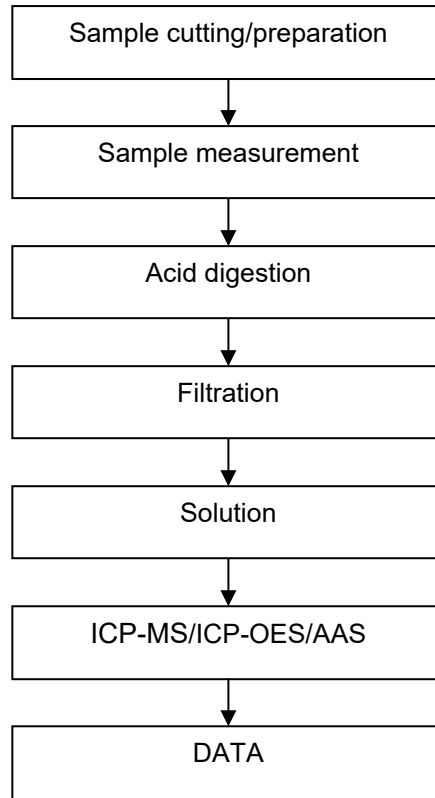 Sample cutting/preparation
Sample measurement
Acid digestion
Filtration
Solution
ICP-MS/ICP-OES/AAS
DATA